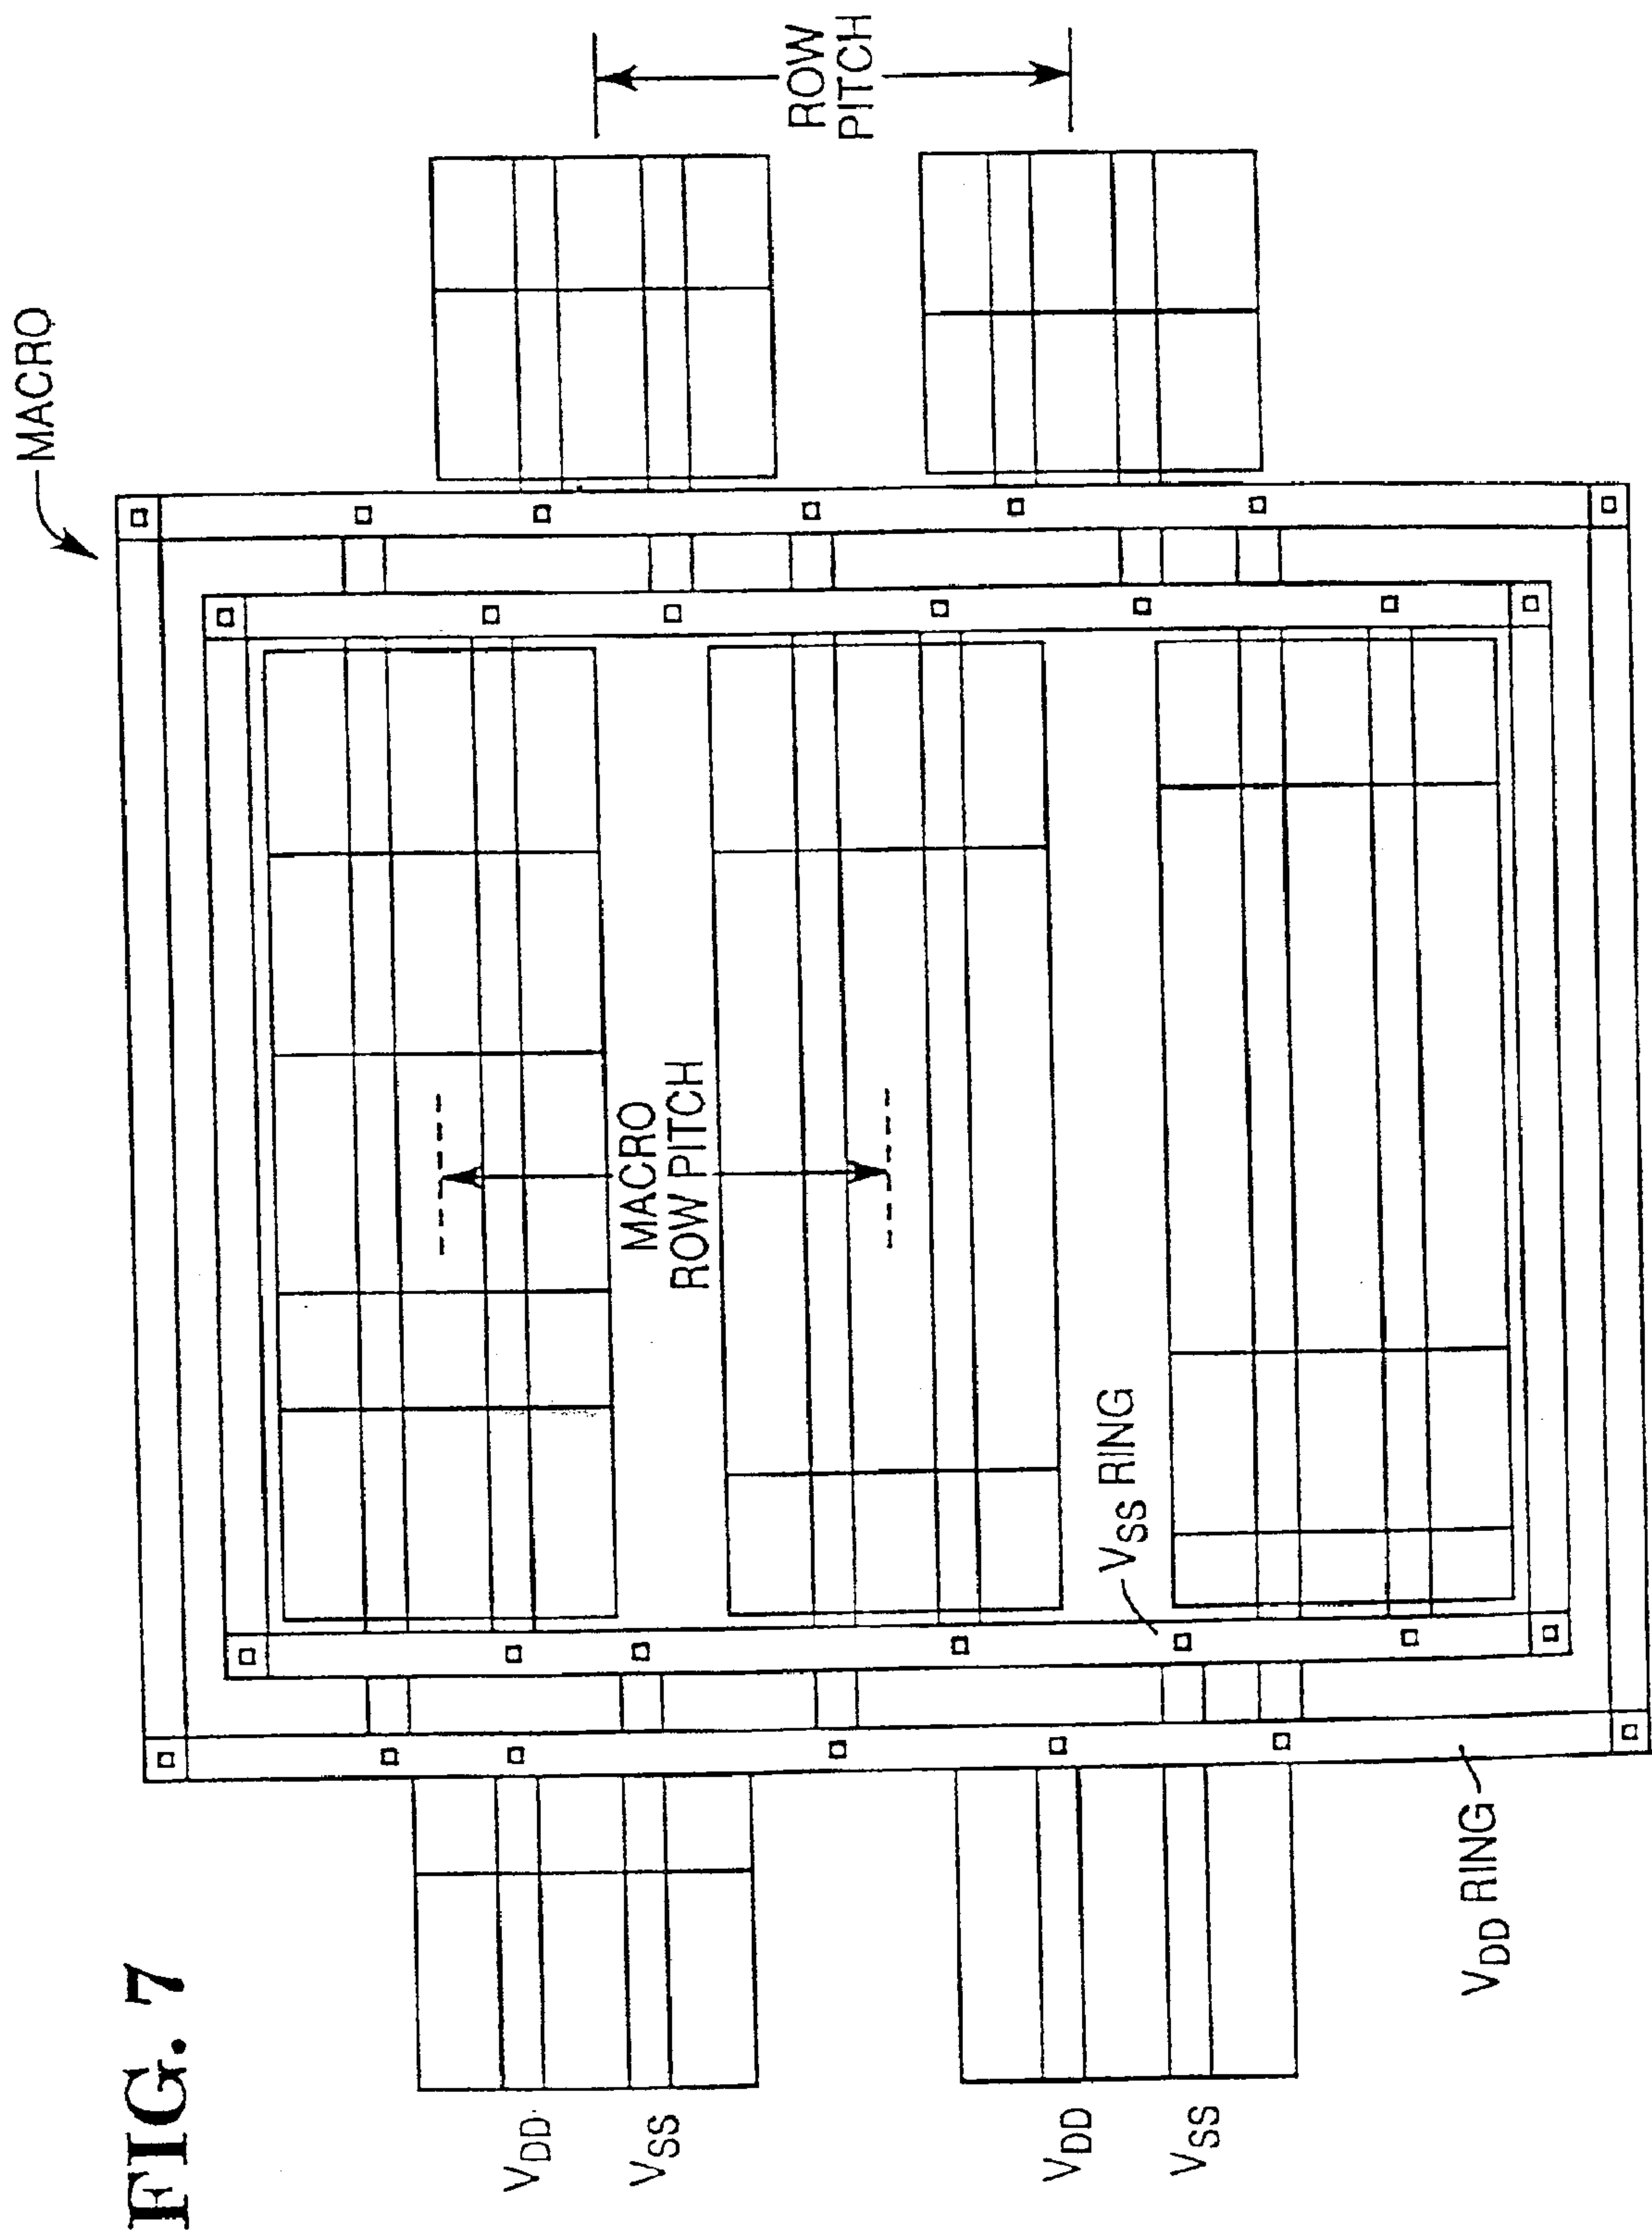 FIG. 7
MACRO
ROW
PITCH
MACRO
ROW PITCH
VSS RING
VDD RING
VDD
VSS
VDD
VSS